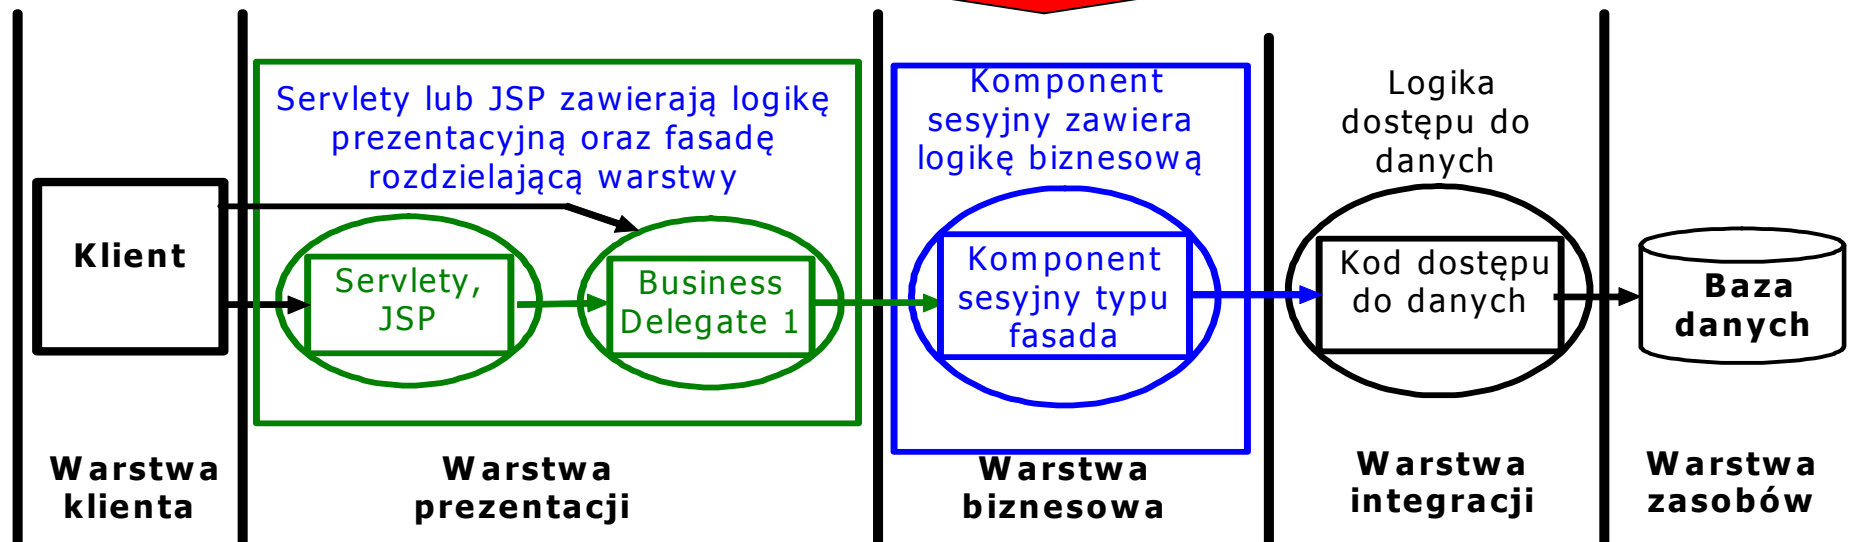 Servlety lub JSP zawierają logikę
prezentacyjną oraz fasadę
rozdzielającą warstwy
Komponent
sesyjny zawiera
logikę biznesową
Logika
dostępu do
danych
Klient
Servlety,
JSP
Business
Delegate 1
Komponent
sesyjny typu
fasada
Kod dostępu
do danych
Baza
danych
Warstwa
klienta
Warstwa
prezentacji
Warstwa
biznesowa
Warstwa
integracji
Warstwa
zasobów